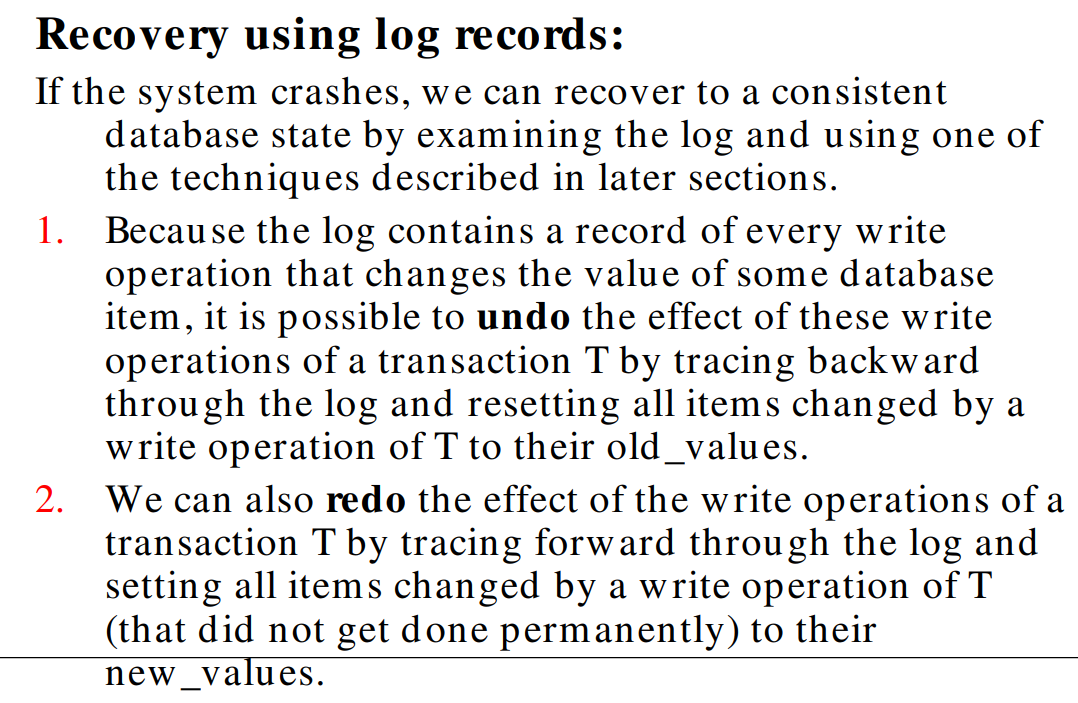 Recovery using log records:
If the system crashes, we can recover to a consistent
database state by examining the log and using one of
the techniques described in later sections.
1. Because the log contains a record of every write
operation that changes the value of some database
item, it is possible to undo the effect of these write
operations of a transaction T by tracing backward
through the log and resetting all items changed by a
write operation of T to their old_values.
2. We can also redo the effect of the write operations of a
transaction T by tracing forward through the log and
setting all items changed by a write operation of T
(that did not get done permanently) to their
new_values.